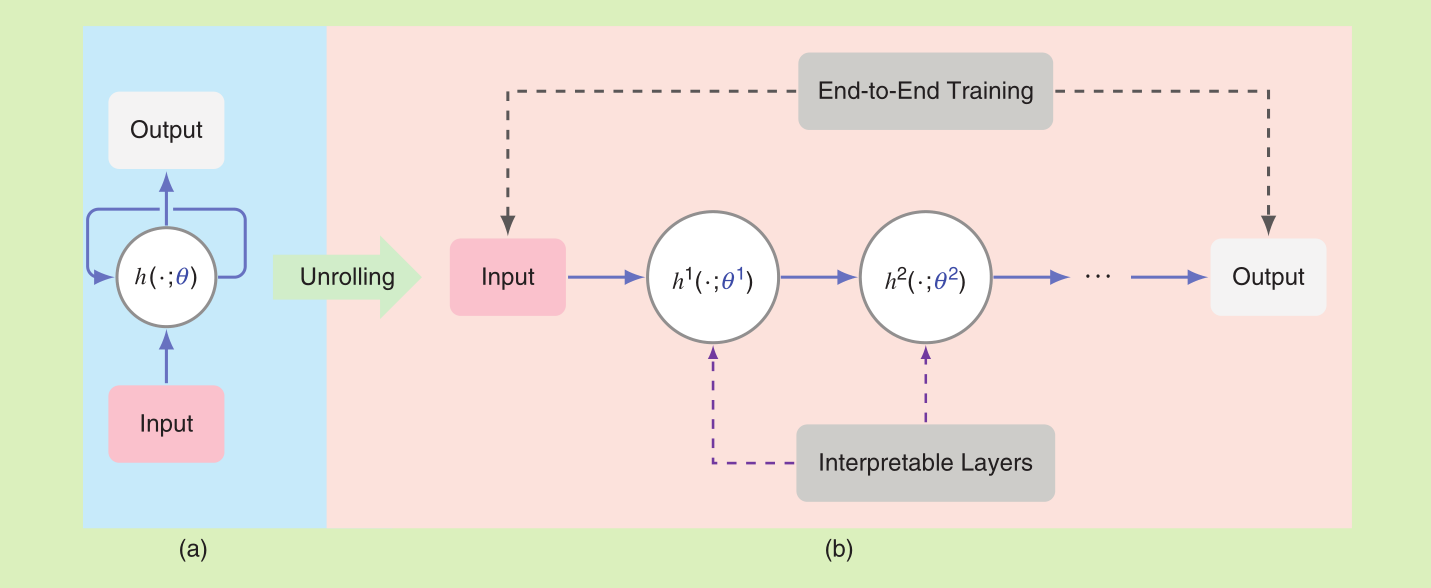 Output
h(·;θ)
Input
(a)
Unrolling
End-to-End Training
Input
h¹(·;θ¹)
h²(·;θ²)
···
Output
Interpretable Layers
(b)